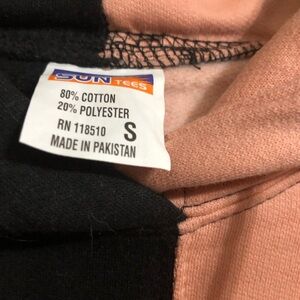 SUN TEES
80% COTTON
20% POLYESTER
RN 118510 S
MADE IN PAKISTAN